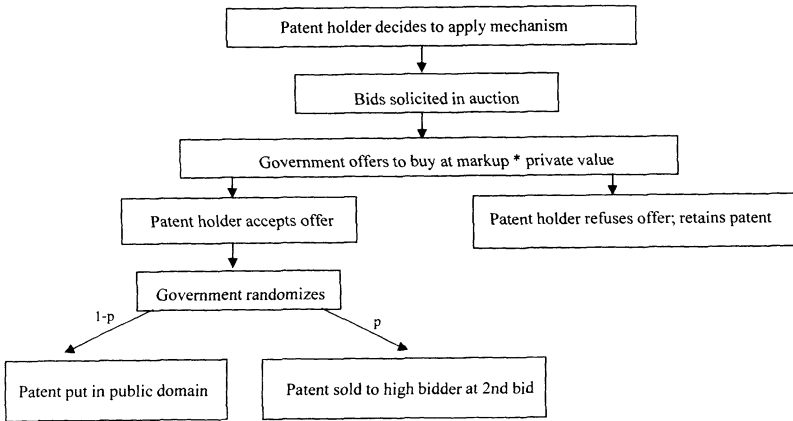 Patent holder decides to apply mechanism
Bids solicited in auction
Government offers to buy at markup * private value
Patent holder accepts offer
Patent holder refuses offer; retains patent
Government randomizes
1-p
p
Patent put in public domain
Patent sold to high bidder at 2nd bid